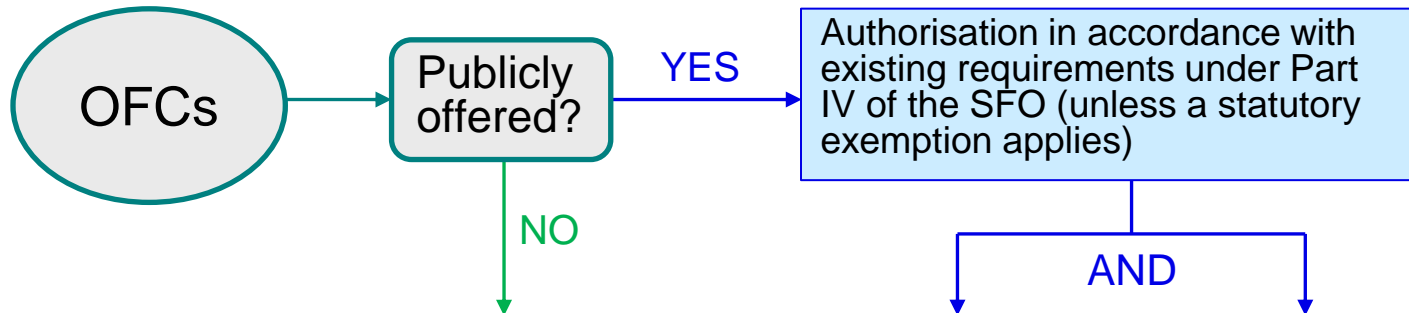 OFCs
Publicly
offered?
YES
Authorisation in accordance with
existing requirements under Part
IV of the SFO (unless a statutory
exemption applies)
NO
AND